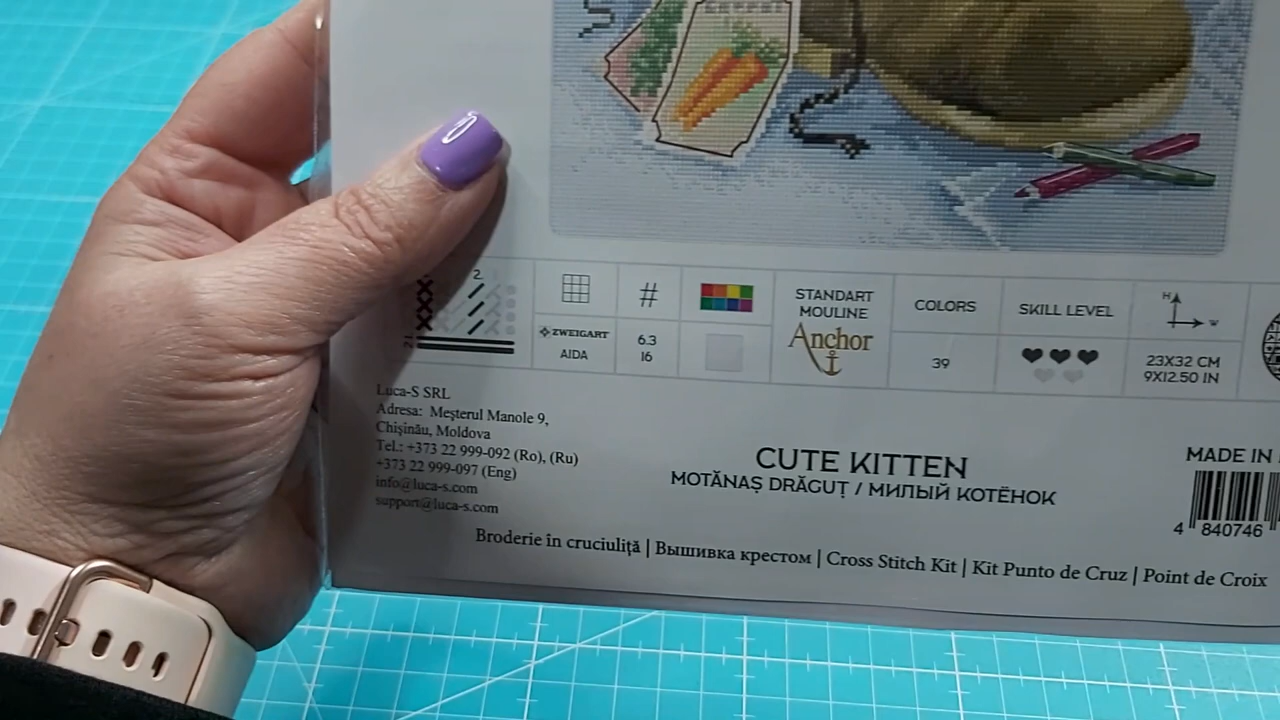 2.
ZWEIGART
AIDA
#
6.3
16
STANDART
MOULINE
Anchor
COLORS
39
SKILL LEVEL
H
W
23X32 CM
9X12.50 IN
Luca-S SRL
Adresa: Meşterul Manole 9,
Chişinău, Moldova
Tel.: +373 22 999-092 (Ro), (Ru)
+373 22 999-097 (Eng)
info@luca-s.com
support@luca-s.com
CUTE KITTEN
MOTĂNAȘ DRĂGUȚ / МИЛЫЙ КОТЁНОК
MADE IN
4 840746
Broderie în cruciuliţă | Вышивка крестом | Cross Stitch Kit | Kit Punto de Cruz | Point de Croix